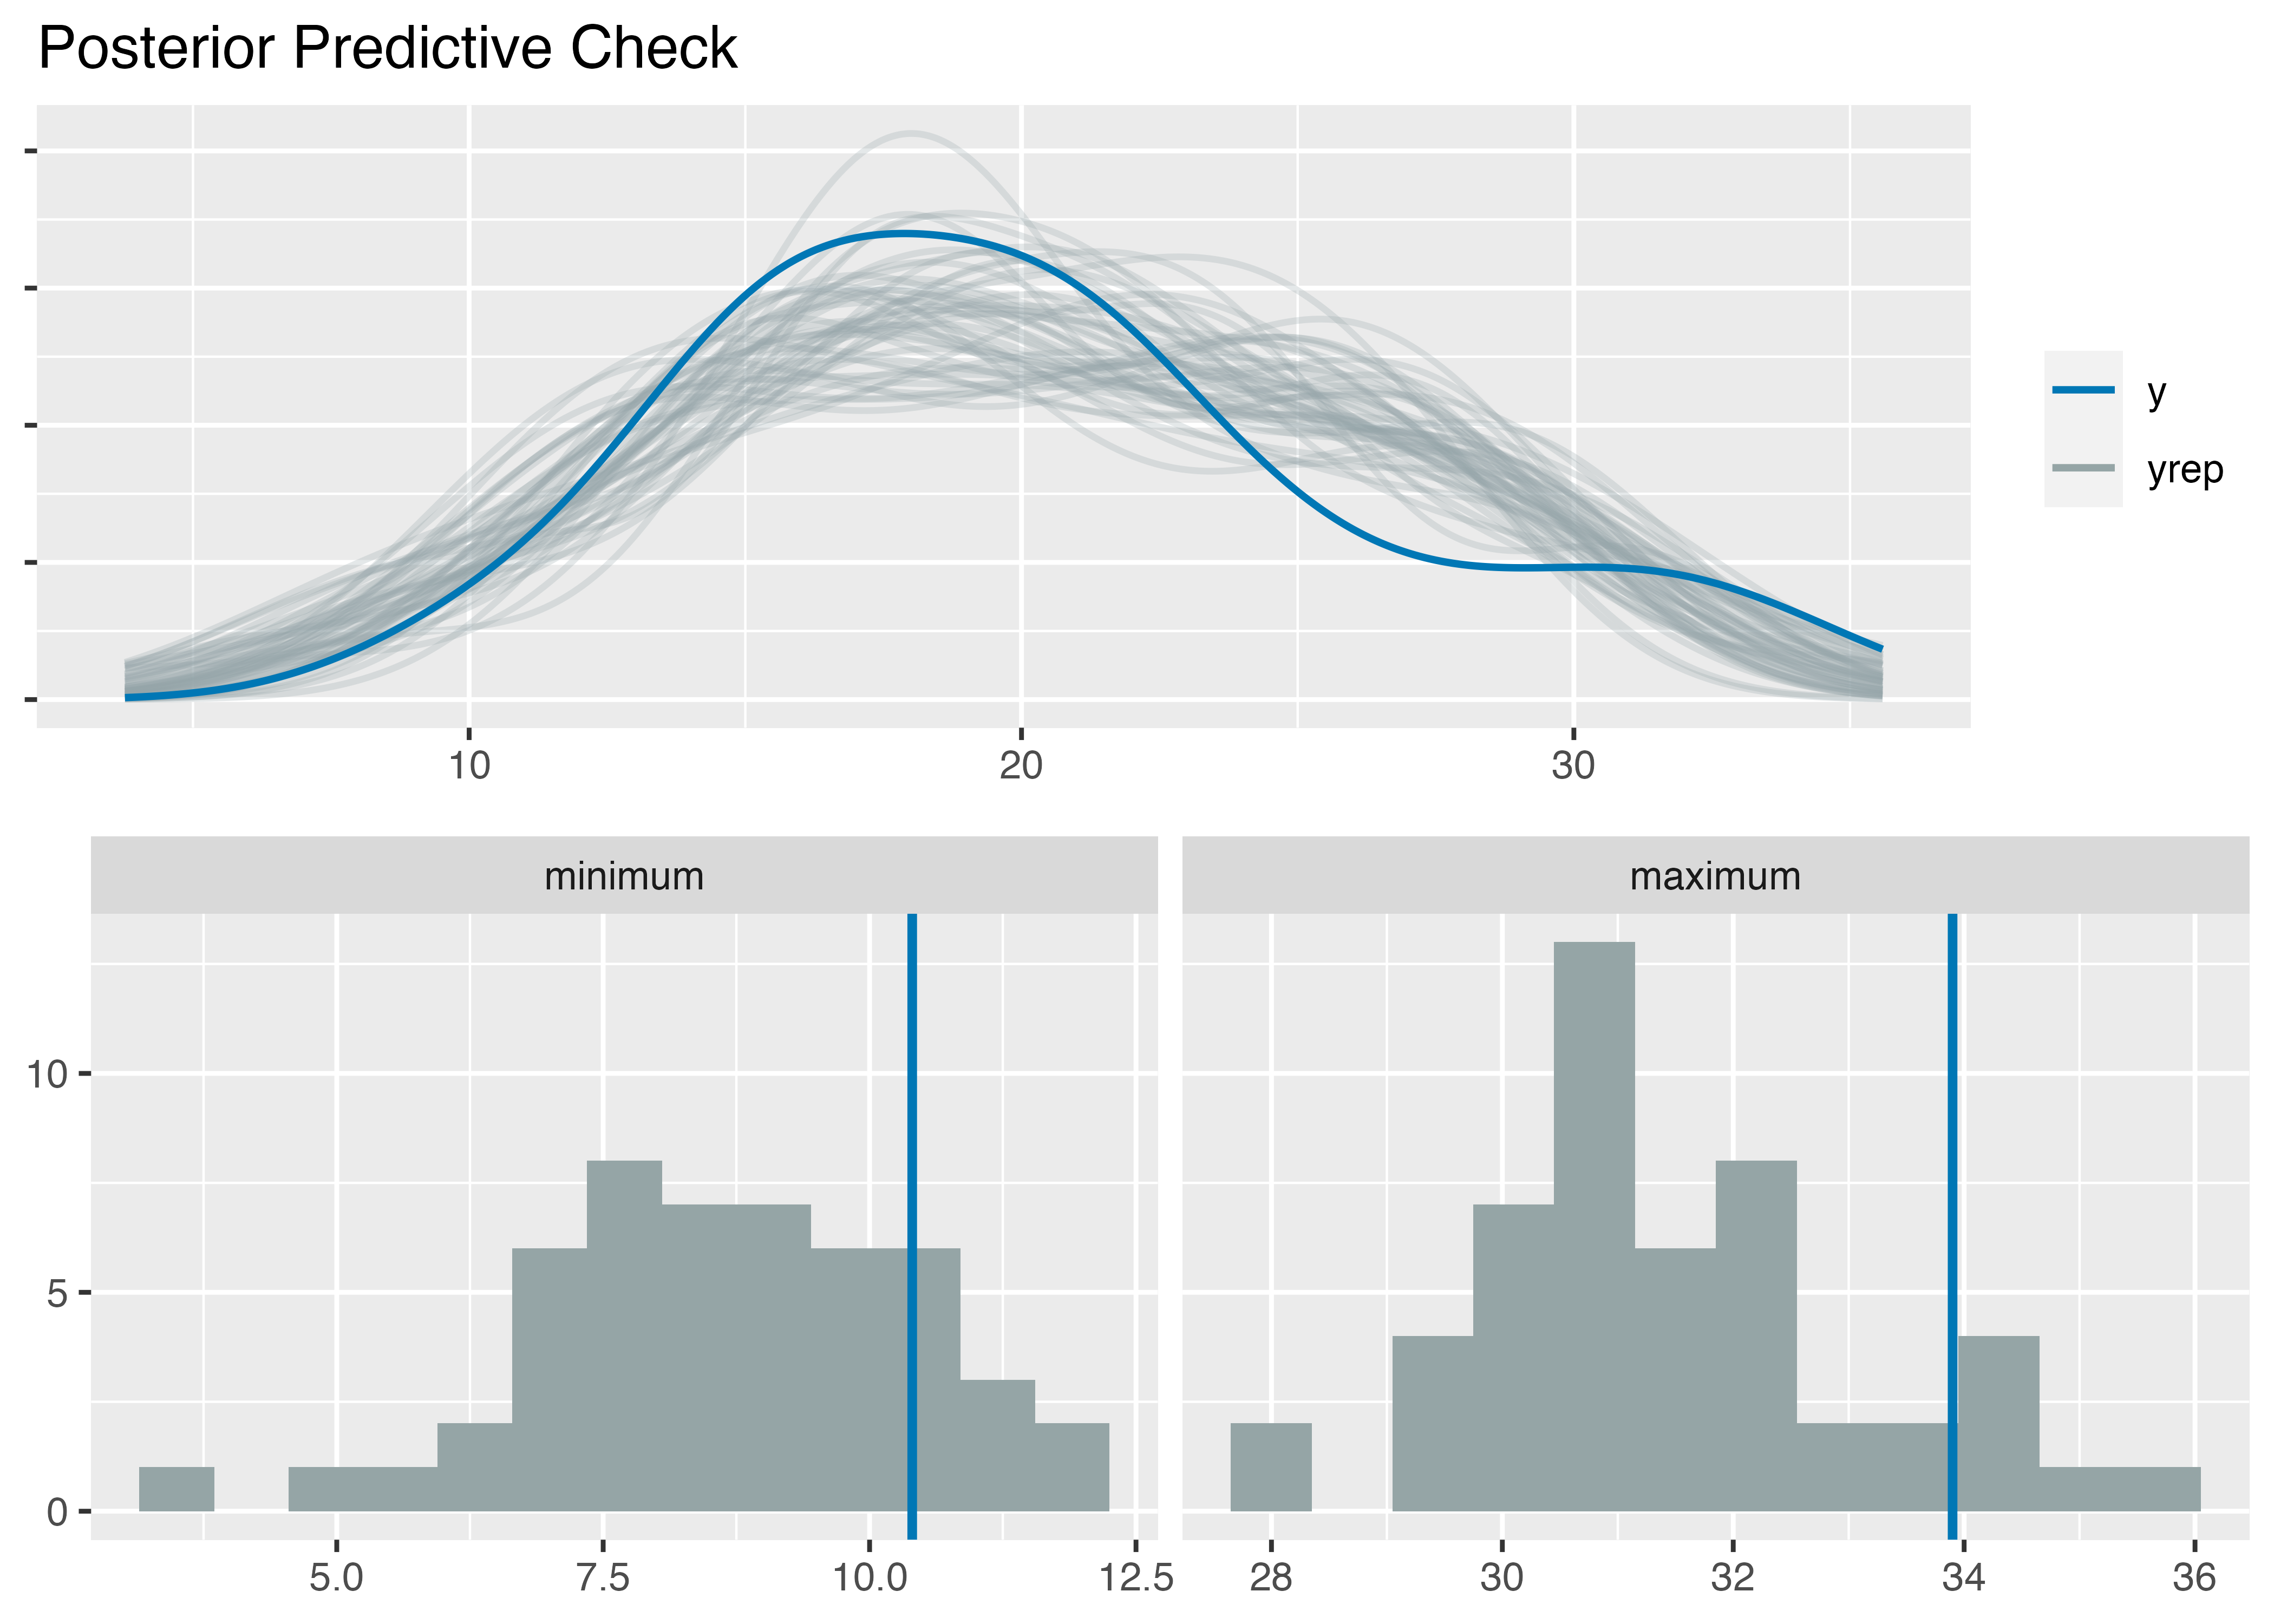 Posterior Predictive Check
y
yrep
10 20 30
minimum maximum
10
5
0
5.0 7.5 10.0 12.5 28 30 32 34 36